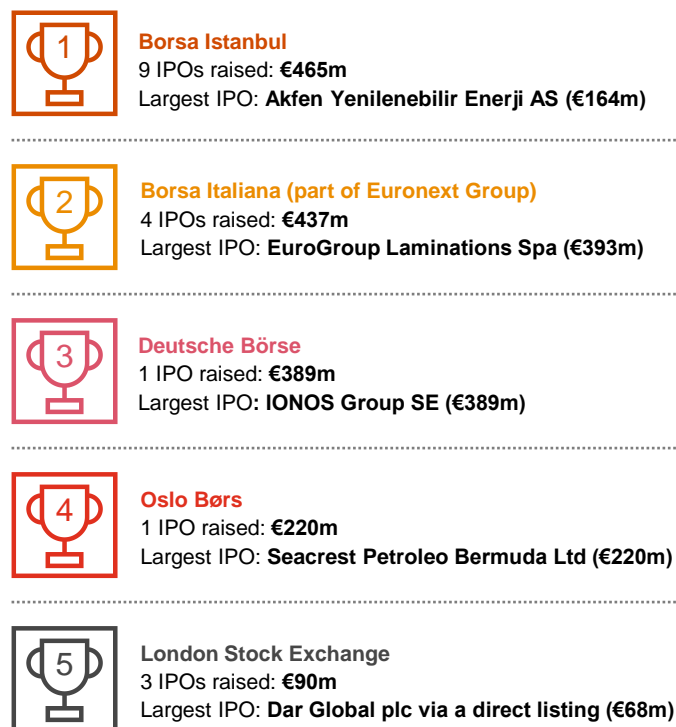 1
Borsa Istanbul
9 IPOs raised: €465m
Largest IPO: Akfen Yenilenebilir Enerji AS (€164m)
2
Borsa Italiana (part of Euronext Group)
4 IPOs raised: €437m
Largest IPO: EuroGroup Laminations Spa (€393m)
3
Deutsche Börse
1 IPO raised: €389m
Largest IPO: IONOS Group SE (€389m)
4
Oslo Børs
1 IPO raised: €220m
Largest IPO: Seacrest Petroleo Bermuda Ltd (€220m)
5
London Stock Exchange
3 IPOs raised: €90m
Largest IPO: Dar Global plc via a direct listing (€68m)